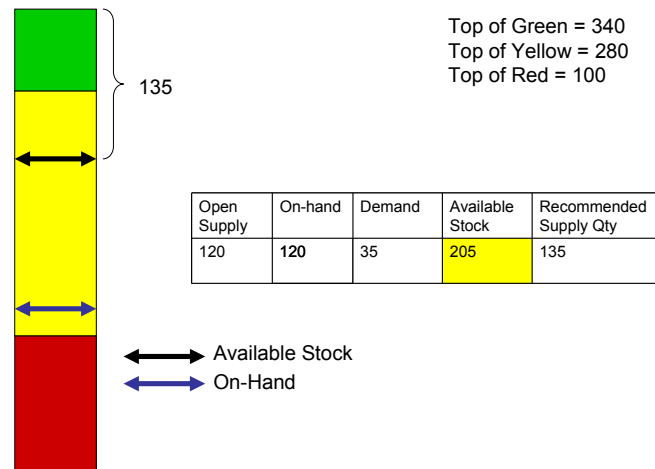 Top of Green = 340
Top of Yellow = 280
Top of Red = 100
135
Open Supply | On-hand | Demand | Available Stock | Recommended Supply Qty
120 | 120 | 35 | 205 | 135
Available Stock
On-Hand